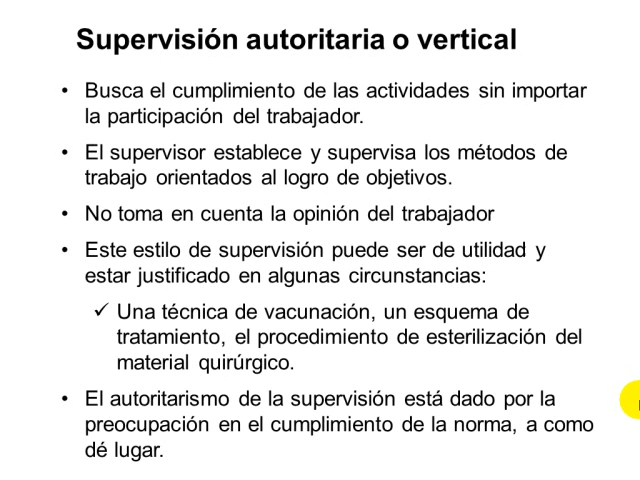 Supervisión autoritaria o vertical
• Busca el cumplimiento de las actividades sin importar
la participación del trabajador.
• El supervisor establece y supervisa los métodos de
trabajo orientados al logro de objetivos.
• No toma en cuenta la opinión del trabajador
• Este estilo de supervisión puede ser de utilidad y
estar justificado en algunas circunstancias:
✓ Una técnica de vacunación, un esquema de
tratamiento, el procedimiento de esterilización del
material quirúrgico.
• El autoritarismo de la supervisión está dado por la
preocupación en el cumplimiento de la norma, a como
dé lugar.